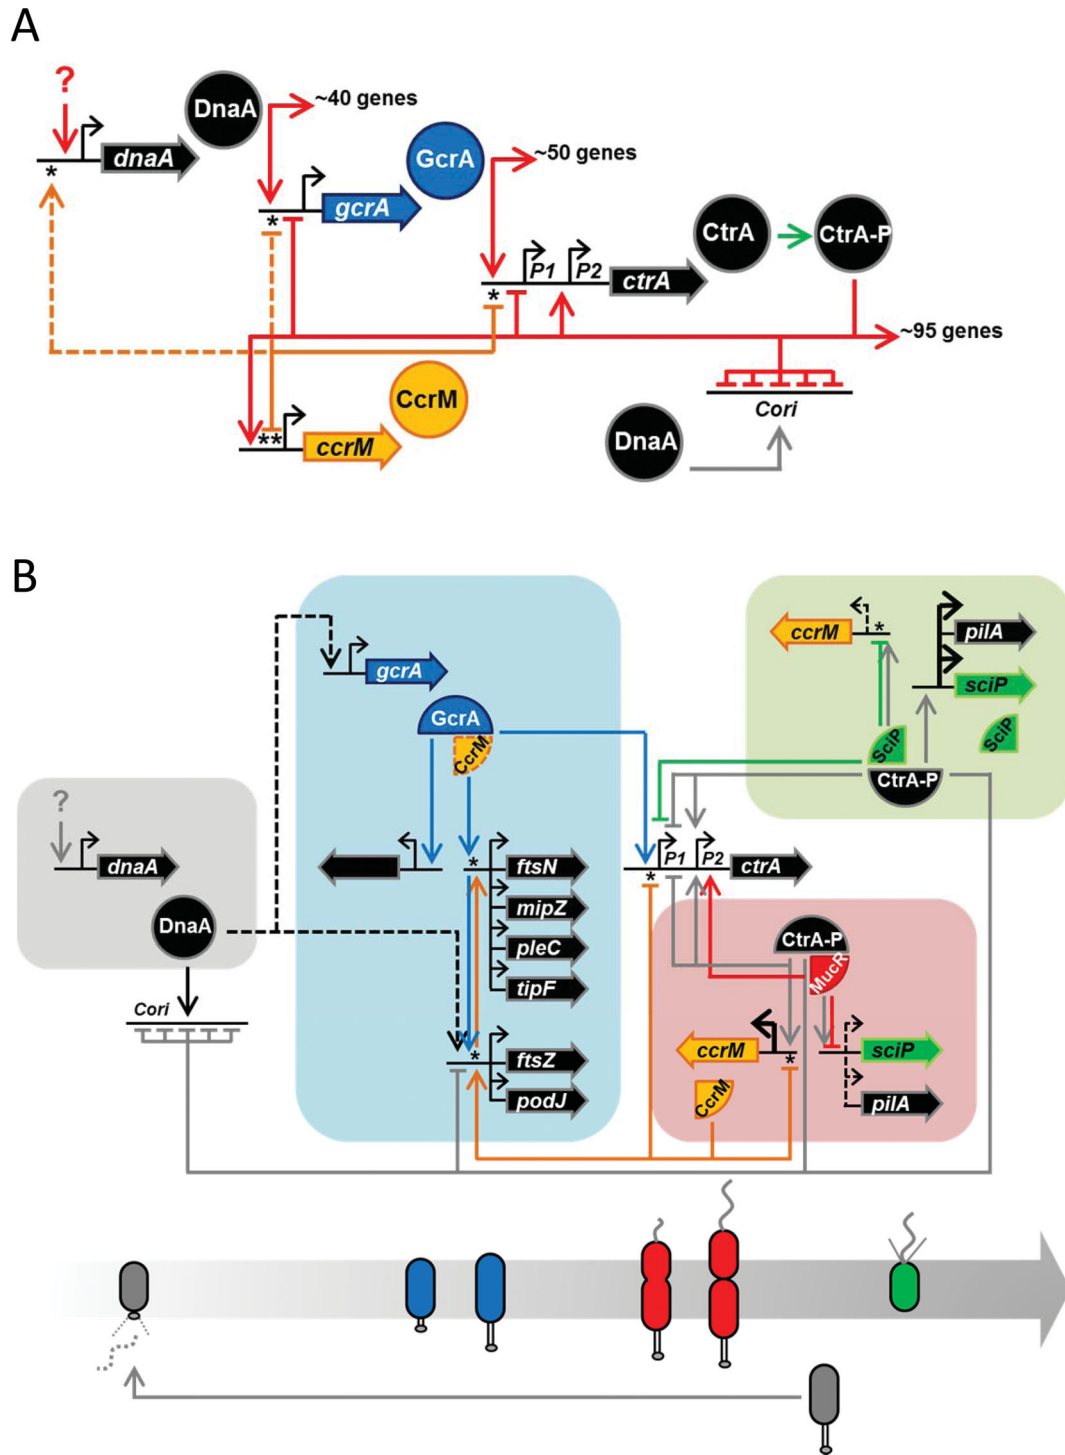 A
?
* dnaA
DnaA
~40 genes
* gcrA
GcrA
~50 genes
* P1 P2 ctrA
CtrA
CtrA-P
~95 genes
** ccrM
CcrM
DnaA
Cori
B
gcrA
GcrA
CcrM
ccrM *
pilA
sciP
SciP
SciP
CtrA-P
?
dnaA
DnaA
Cori
* ftsN
mipZ
pleC
tipF
* ftsZ
podJ
* P1 P2 ctrA
CtrA-P
MucR
ccrM *
sciP
CcrM
pilA